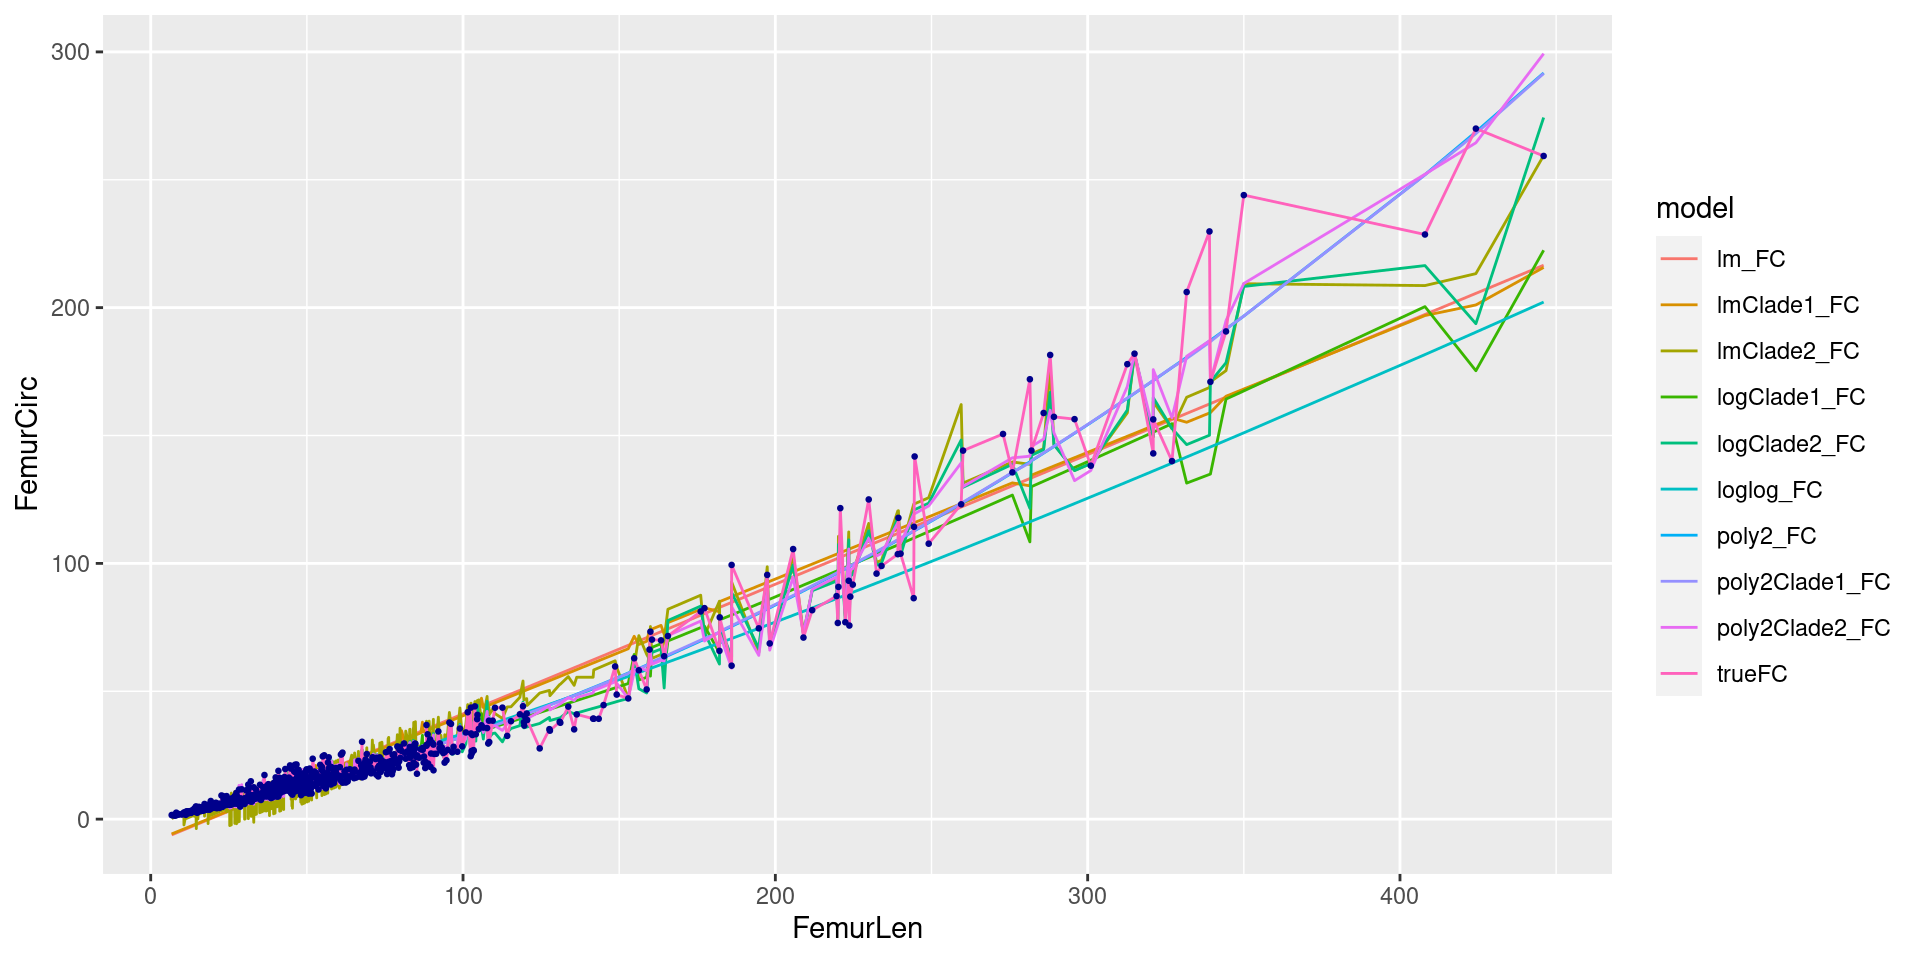 300
200
100
0
FemurCirc
0 100 200 300 400
FemurLen
model
lm_FC
lmClade1_FC
lmClade2_FC
logClade1_FC
logClade2_FC
loglog_FC
poly2_FC
poly2Clade1_FC
poly2Clade2_FC
trueFC